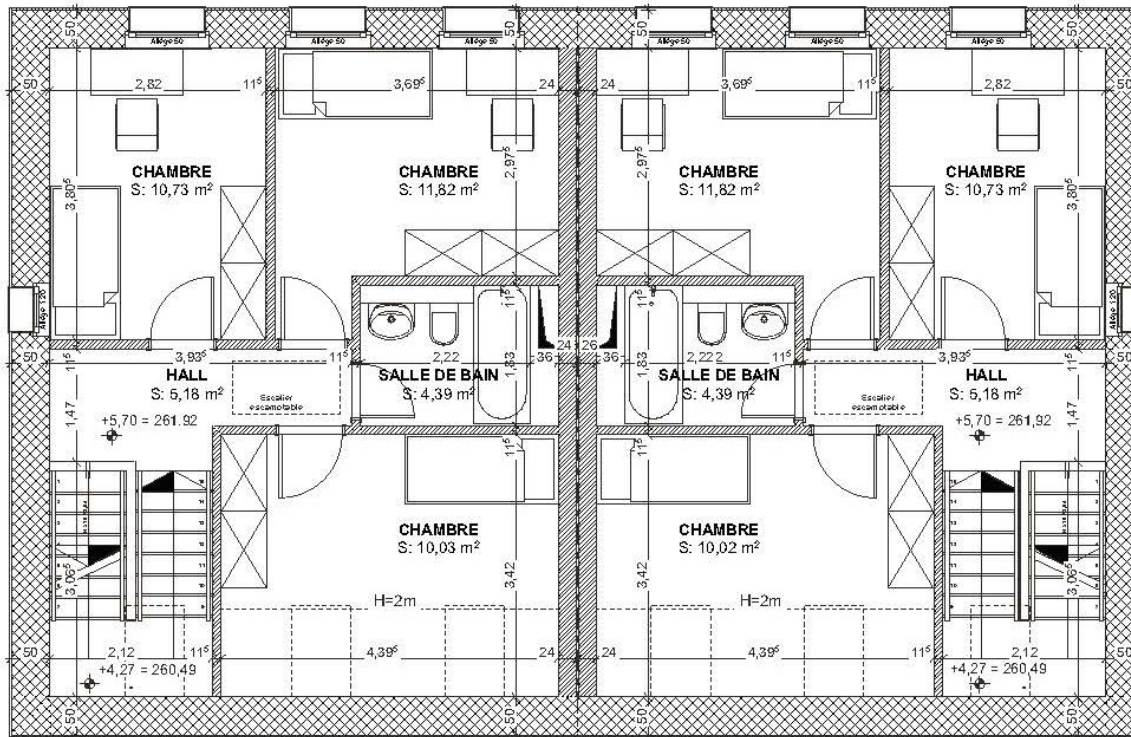 50 50 50 50
Allège 50 Allège 50 Allège 50 Allège 50 Allège 50 Allège 50
50 2,82 11⁵ 3,69⁵ 24 24 3,69⁵ 11⁵ 2,82 50
CHAMBRE
S: 10,73 m²
CHAMBRE
S: 11,82 m²
CHAMBRE
S: 11,82 m²
CHAMBRE
S: 10,73 m²
3,80⁵ 2,97⁵ 2,97⁵ 3,80⁵
Allège 120 Allège 120
11⁵ 11⁵
24 26
11⁵ 11⁵
50 3,93⁵ 11⁵ 2,22 36 36 2,222 11⁵ 3,93⁵ 50
1,83 1,83
HALL
S: 5,18 m²
SALLE DE BAIN
S: 4,39 m²
SALLE DE BAIN
S: 4,39 m²
HALL
S: 5,18 m²
Escalier
escamotable
Escalier
escamotable
+5,70 = 261.92
+5,70 = 261,92
1,47 1,47
11⁵ 11⁵
CHAMBRE
S: 10,03 m²
CHAMBRE
S: 10,02 m²
3,06⁵ 3,42 3,42 3,06⁵
H=2m H=2m
50 2,12 11⁵ 4,39⁵ 24 24 4,39⁵ 11⁵ 2,12 50
+4,27 = 260,49
+4,27 = 260,49
50 50 50 50